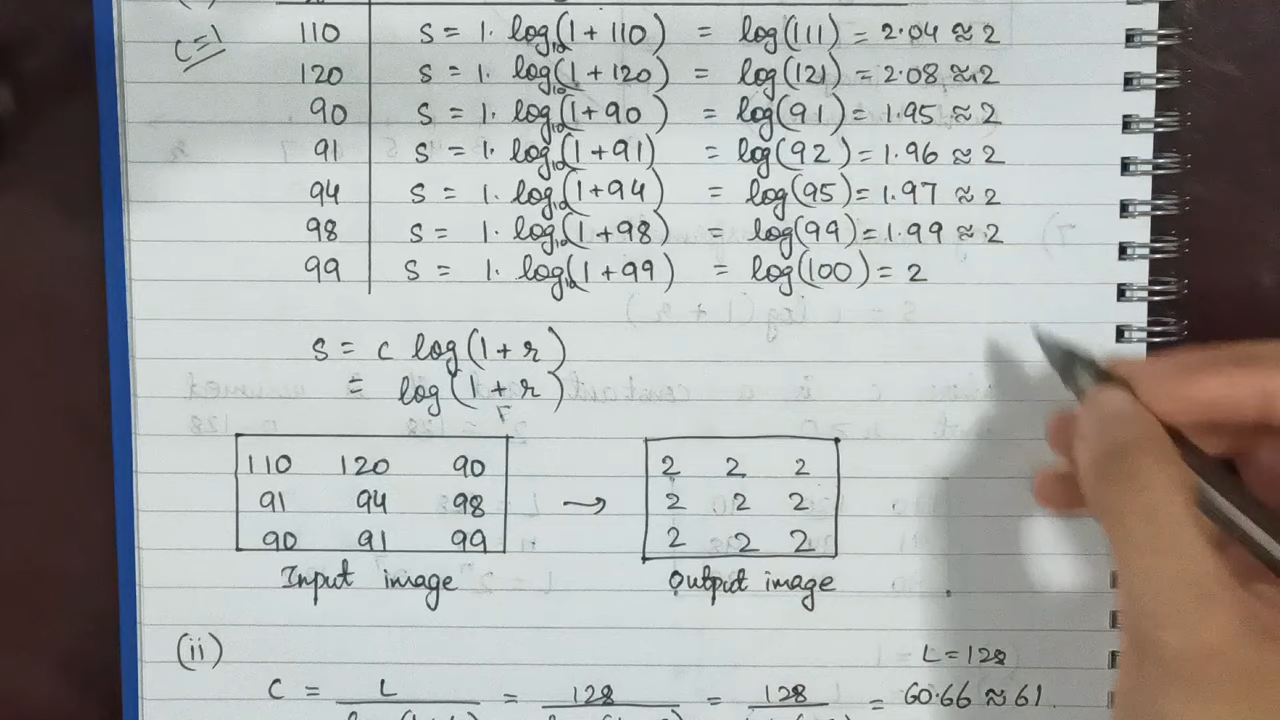 C=1
110 S = 1. log10(1+110) = log(111) = 2.04 ≈ 2
120 S = 1. log10(1+120) = log(121) = 2.08 ≈ 2
90 S = 1. log10(1+90) = log(91) = 1.95 ≈ 2
91 S = 1. log10(1+91) = log(92) = 1.96 ≈ 2
94 S = 1. log10(1+94) = log(95) = 1.97 ≈ 2
98 S = 1. log10(1+98) = log(99) = 1.99 ≈ 2
99 S = 1. log10(1+99) = log(100) = 2
S = c log(1+r)
= log(1+r)
110 120 90 2 2 2
91 94 98 → 2 2 2
90 91 99 2 2 2
Input image Output image
(ii)
L=128
C = L = 128 = 128 = 60.66 ≈ 61